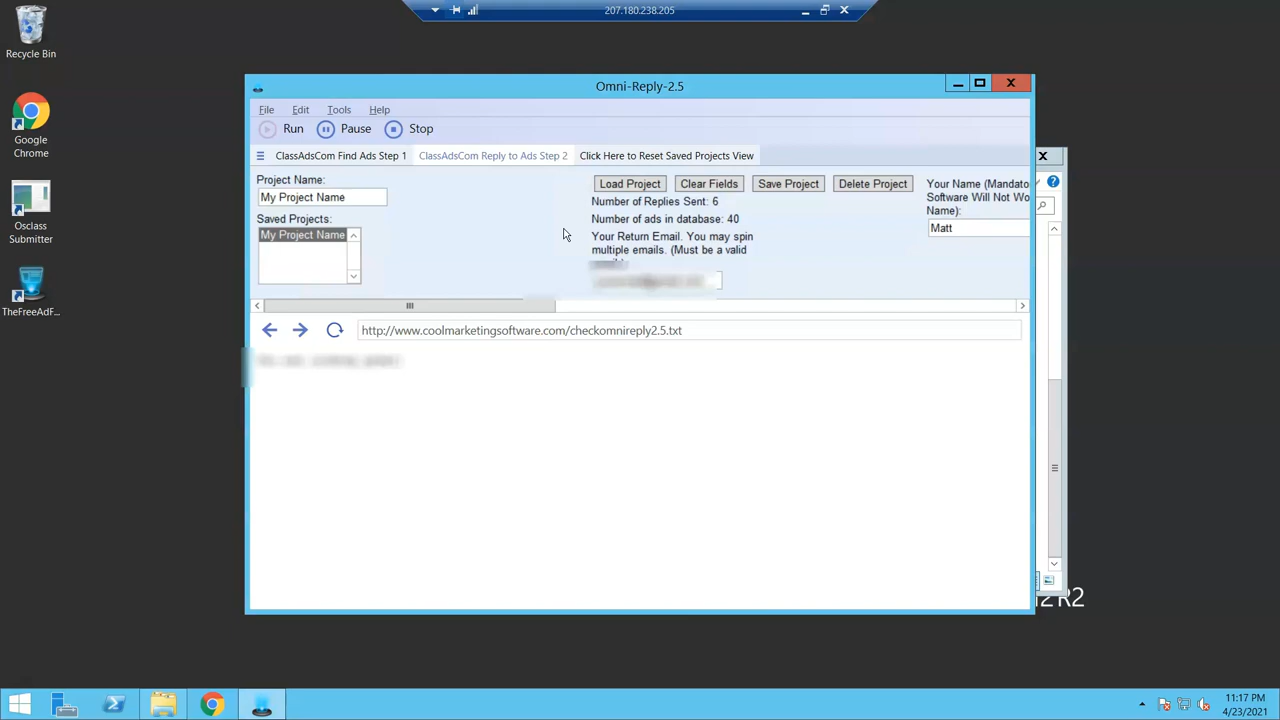 207.180.238.205
Recycle Bin
Google
Chrome
Osclass
Submitter
TheFreeAdF...
Omni-Reply-2.5
File Edit Tools Help
Run Pause Stop
ClassAdsCom Find Ads Step 1 ClassAdsCom Reply to Ads Step 2 Click Here to Reset Saved Projects View
Project Name:
My Project Name
Saved Projects:
My Project Name
Load Project Clear Fields Save Project Delete Project
Number of Replies Sent: 6
Number of ads in database: 40
Your Return Email. You may spin
multiple emails. (Must be a valid
Your Name (Mandato
Software Will Not Wo
Name):
Matt
http://www.coolmarketingsoftware.com/checkomnireply2.5.txt
R2
11:17 PM
4/23/2021